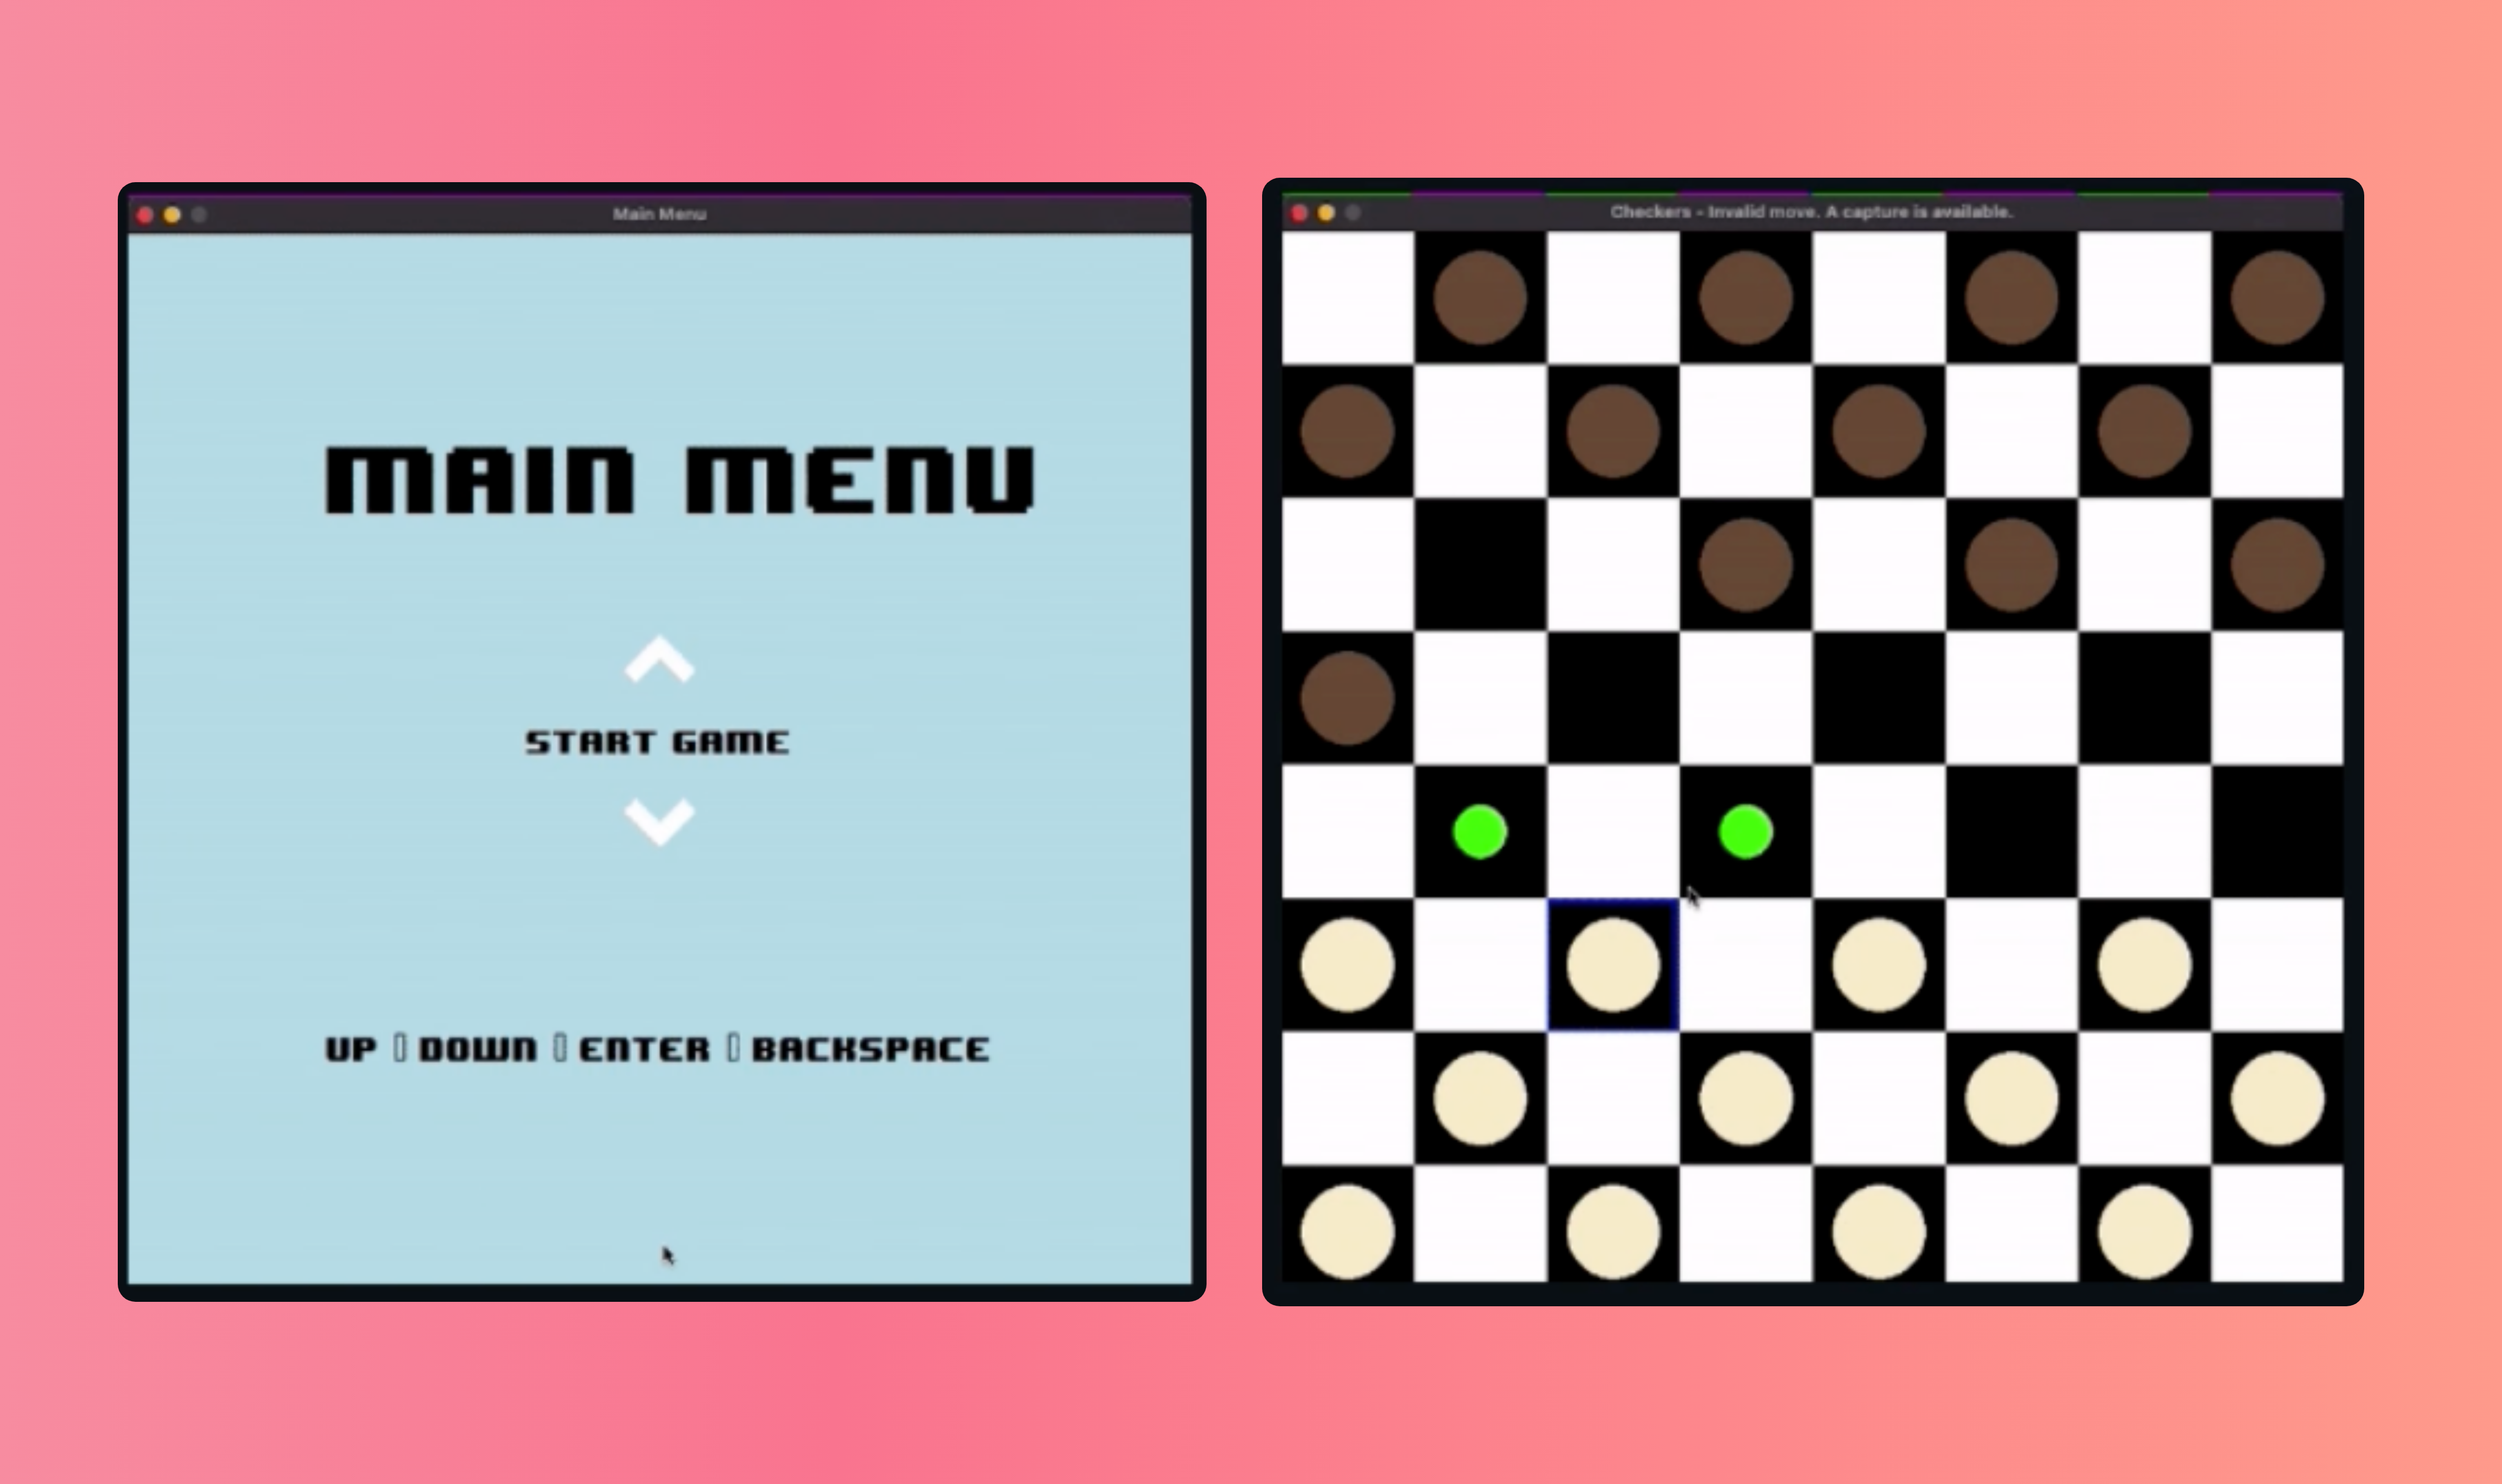 Main Menu
MAIN MENU
START GAME
UP ▯ DOWN ▯ ENTER ▯ BACKSPACE
Checkers - Invalid move. A capture is available.